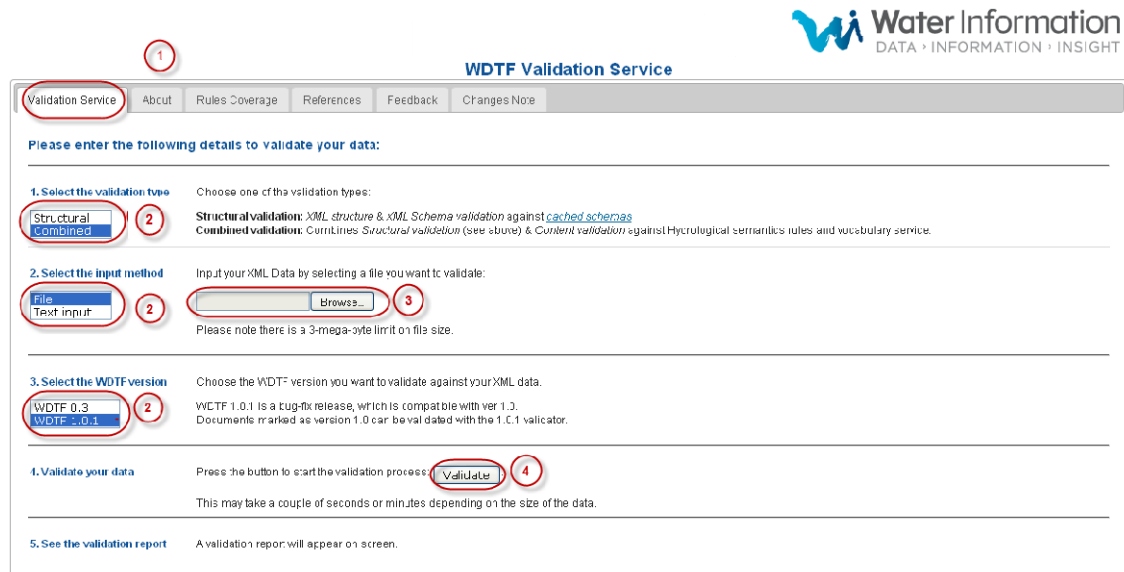 Water Information
DATA › INFORMATION › INSIGHT
1
WDTF Validation Service
Validation Service About Rules Coverage References Feedback Changes Note
Please enter the following details to validate your data:
1. Select the validation type Choose one of the validation types:
Structural
Combined
2
Structural validation: XML structure & XML Schema validation against cached schemas
Combined validation: Combines Structural validation (see above) & Content validation against Hydrological semantics rules and vocabulary service.
2. Select the input method Input your XML Data by selecting a file you want to validate:
File
Text input
2
Browse...
3
Please note there is a 3-mega-byte limit on file size.
3. Select the WDTF version Choose the WDTF version you want to validate against your XML data.
WDTF 0.3
WDTF 1.0.1
2
WDTF 1.0.1 is a bug-fix release, which is compatible with ver 1.0.
Documents marked as version 1.0 can be validated with the 1.0.1 validator.
4. Validate your data Press the button to start the validation process: Validate
4
This may take a couple of seconds or minutes depending on the size of the data.
5. See the validation report A validation report will appear on screen.